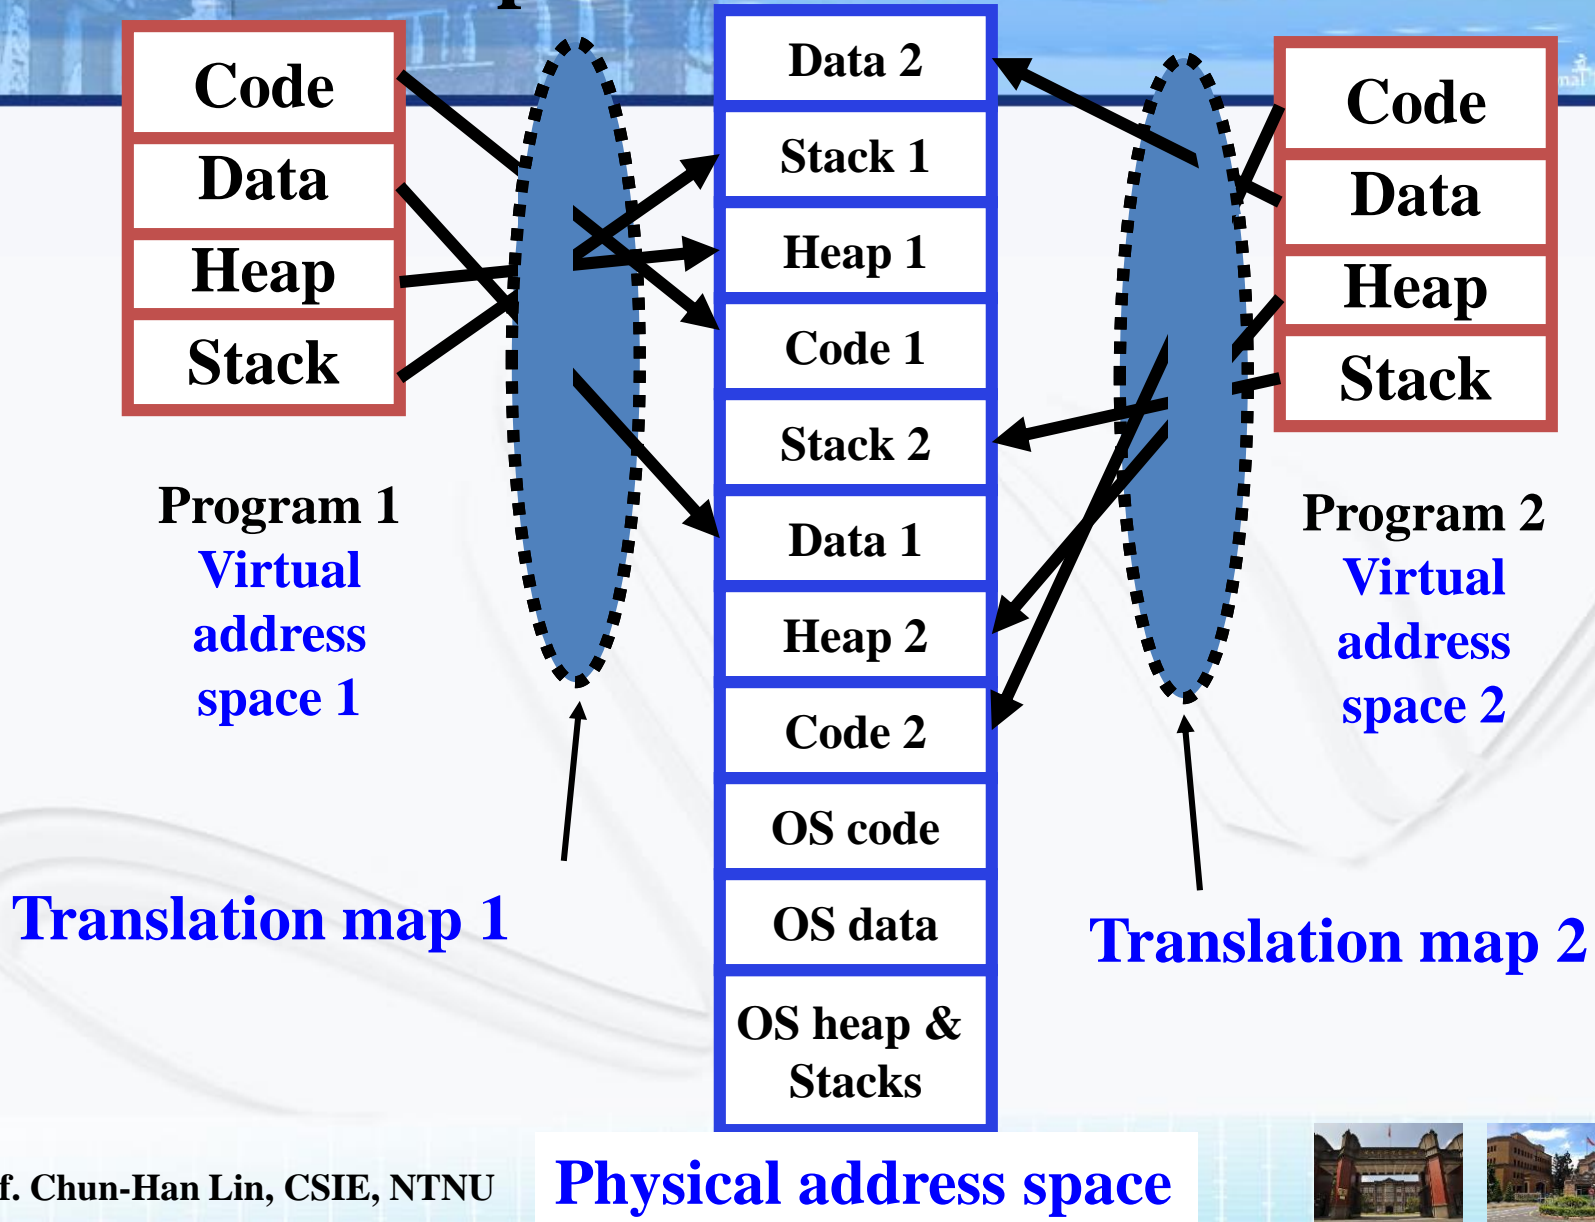 Code
Data
Heap
Stack
Program 1
Virtual
address
space 1
Translation map 1
Data 2
Stack 1
Heap 1
Code 1
Stack 2
Data 1
Heap 2
Code 2
OS code
OS data
OS heap &
Stacks
Physical address space
Code
Data
Heap
Stack
Program 2
Virtual
address
space 2
Translation map 2
f. Chun-Han Lin, CSIE, NTNU